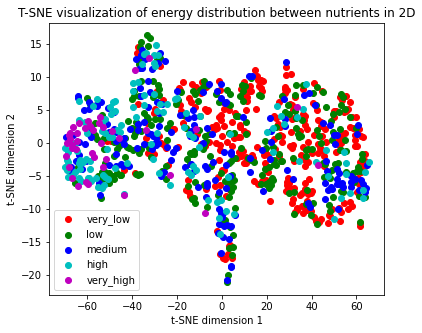 T-SNE visualization of energy distribution between nutrients in 2D
15
10
5
0
−5
−10
−15
−20
t-SNE dimension 2
very_low
low
medium
high
very_high
−60 −40 −20 0 20 40 60
t-SNE dimension 1